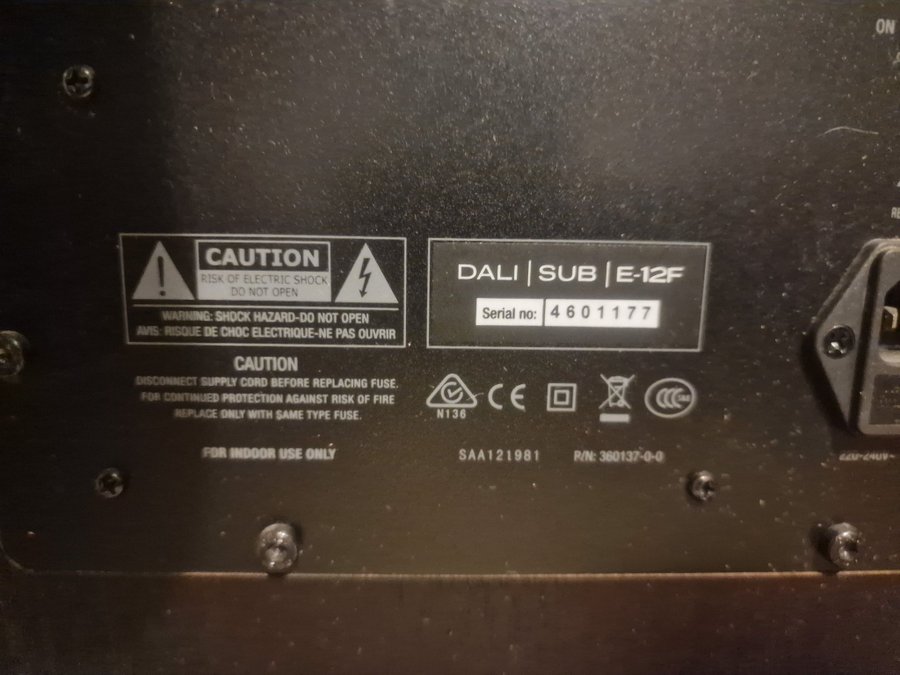 ON
CAUTION
RISK OF ELECTRIC SHOCK
DO NOT OPEN
WARNING: SHOCK HAZARD-DO NOT OPEN
AVIS: RISQUE DE CHOC ELECTRIQUE-NE PAS OUVRIR
DALI | SUB | E-12F
Serial no: 4601177
CAUTION
DISCONNECT SUPPLY CORD BEFORE REPLACING FUSE.
FOR CONTINUED PROTECTION AGAINST RISK OF FIRE
REPLACE ONLY WITH SAME TYPE FUSE.
N136
CE
FOR INDOOR USE ONLY
SAA121981
P/N: 360137-0-0
220-240V~